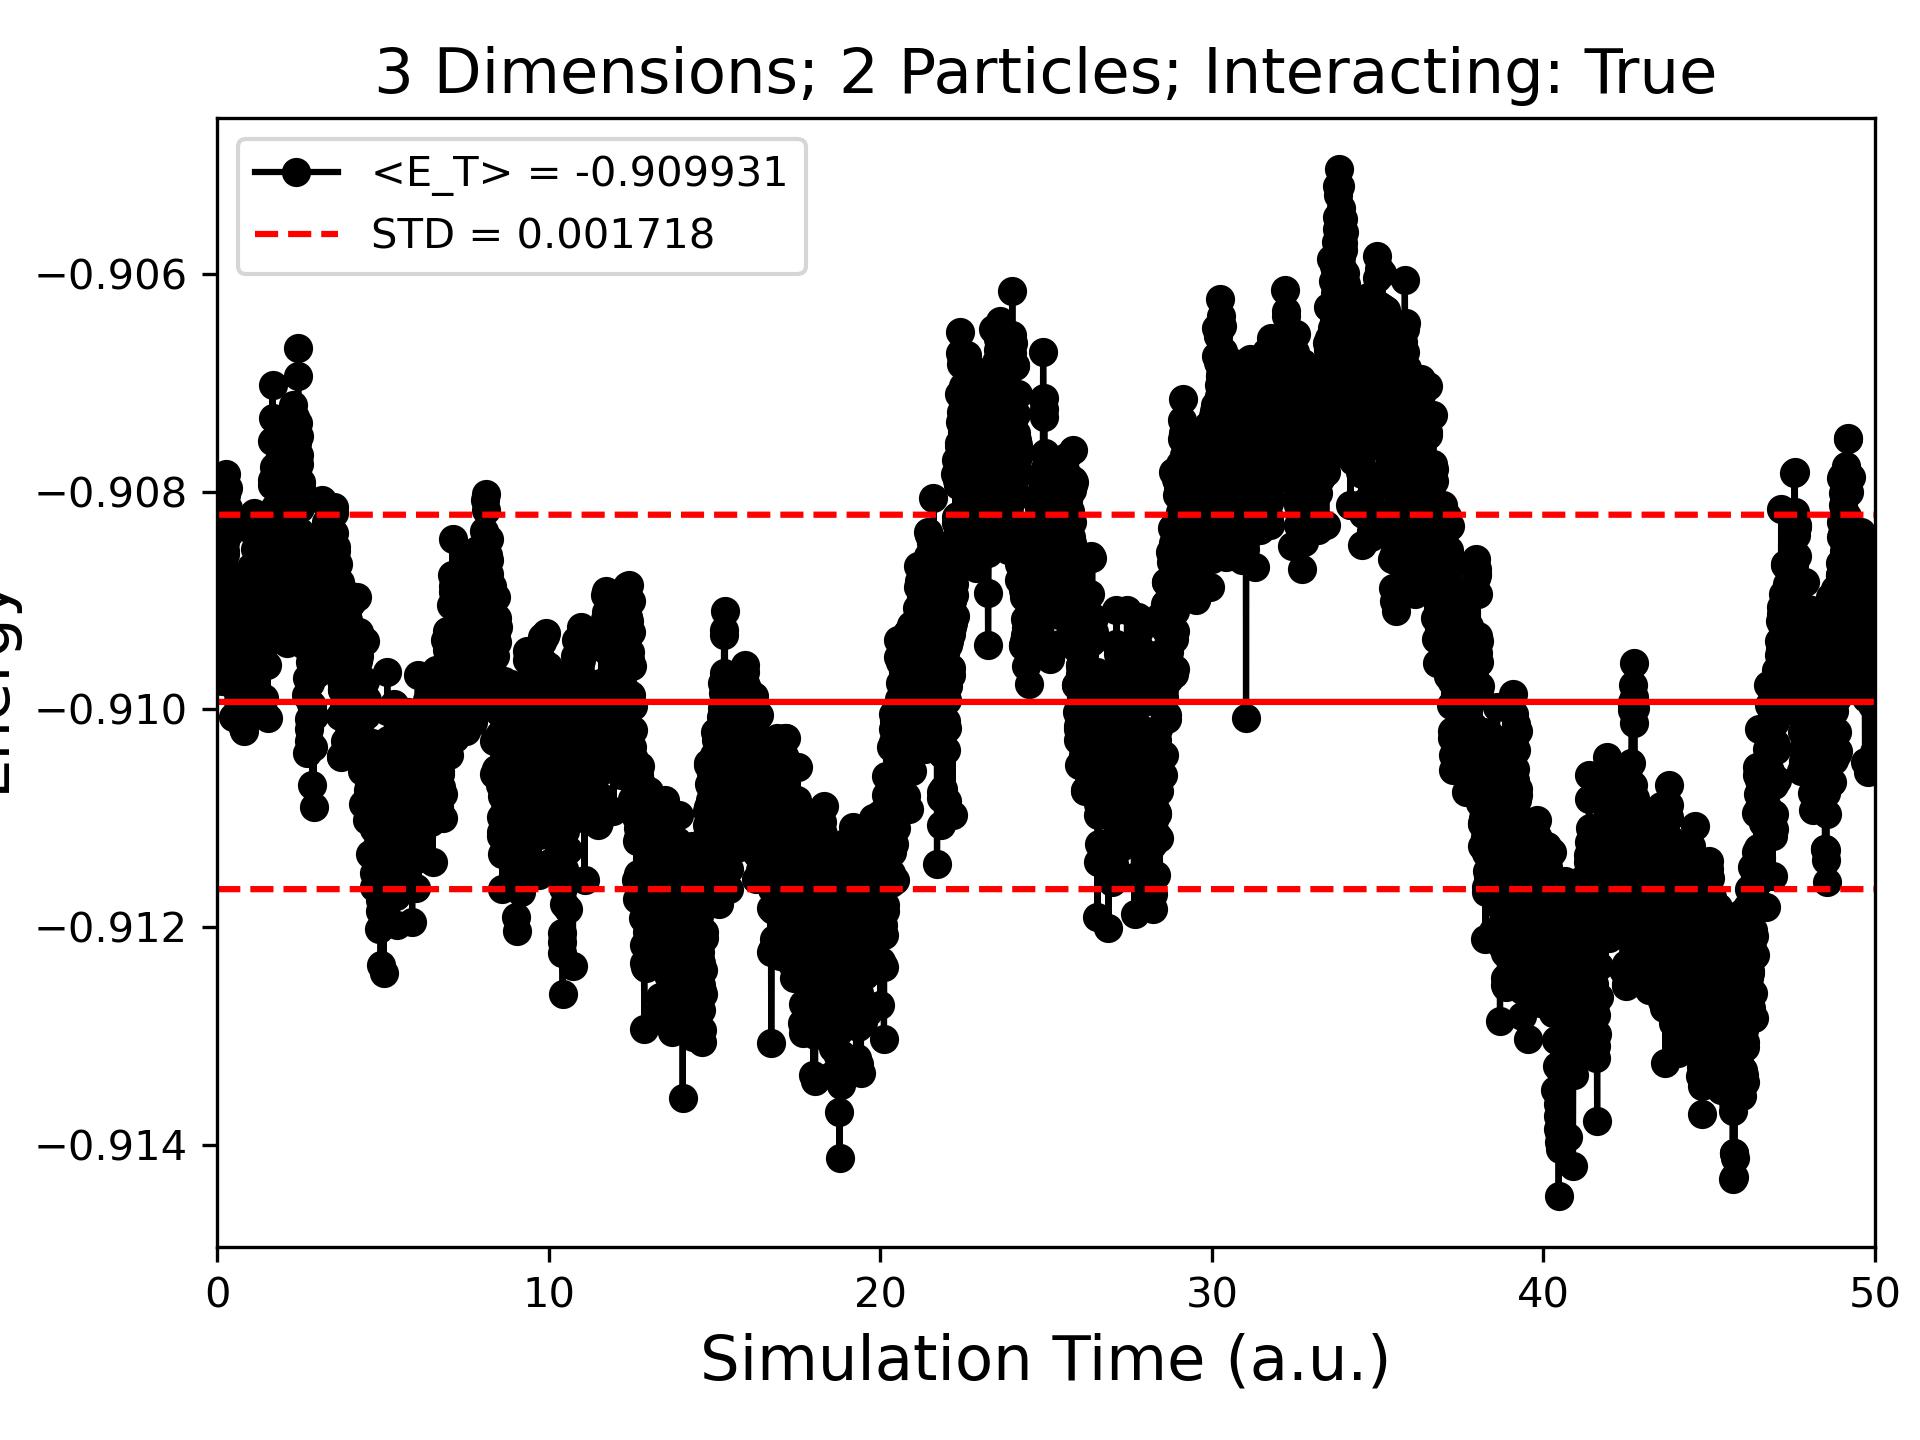 3 Dimensions; 2 Particles; Interacting: True
<E_T> = -0.909931
STD = 0.001718
−0.906
−0.908
−0.910
−0.912
−0.914
Energy
0 10 20 30 40 50
Simulation Time (a.u.)